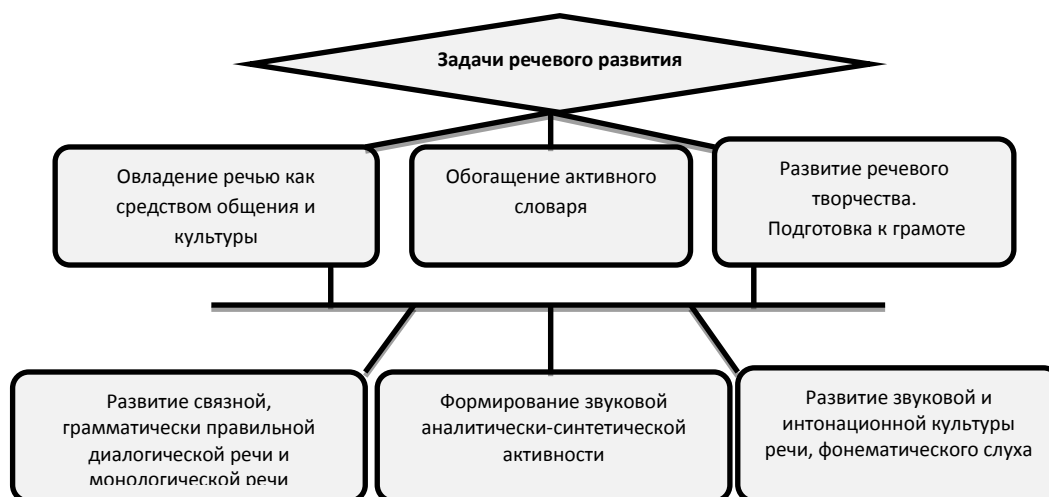 Задачи речевого развития
Овладение речью как
средством общения и
культуры
Обогащение активного
словаря
Развитие речевого
творчества.
Подготовка к грамоте
Развитие связной,
грамматически правильной
диалогической речи и
монологической речи
Формирование звуковой
аналитически-синтетической
активности
Развитие звуковой и
интонационной культуры
речи, фонематического слуха